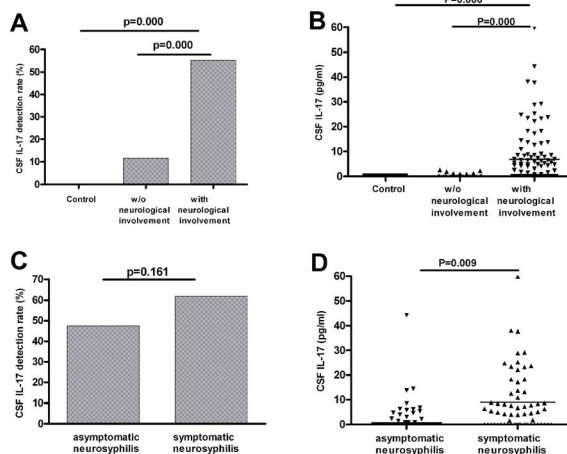 A
p=0.000
p=0.000
CSF IL-17 detection rate (%)
60
50
40
30
20
10
0
Control
w/o
neurological
involvement
with
neurological
involvement
B
P=0.000
P=0.000
CSF IL-17 (pg/ml)
60
50
40
30
20
10
0
Control
w/o
neurological
involvement
with
neurological
involvement
C
p=0.161
CSF IL-17 detection rate (%)
70
60
50
40
30
20
10
0
asymptomatic
neurosyphilis
symptomatic
neurosyphilis
D
P=0.009
CSF IL-17 (pg/ml)
60
50
40
30
20
10
0
asymptomatic
neurosyphilis
symptomatic
neurosyphilis